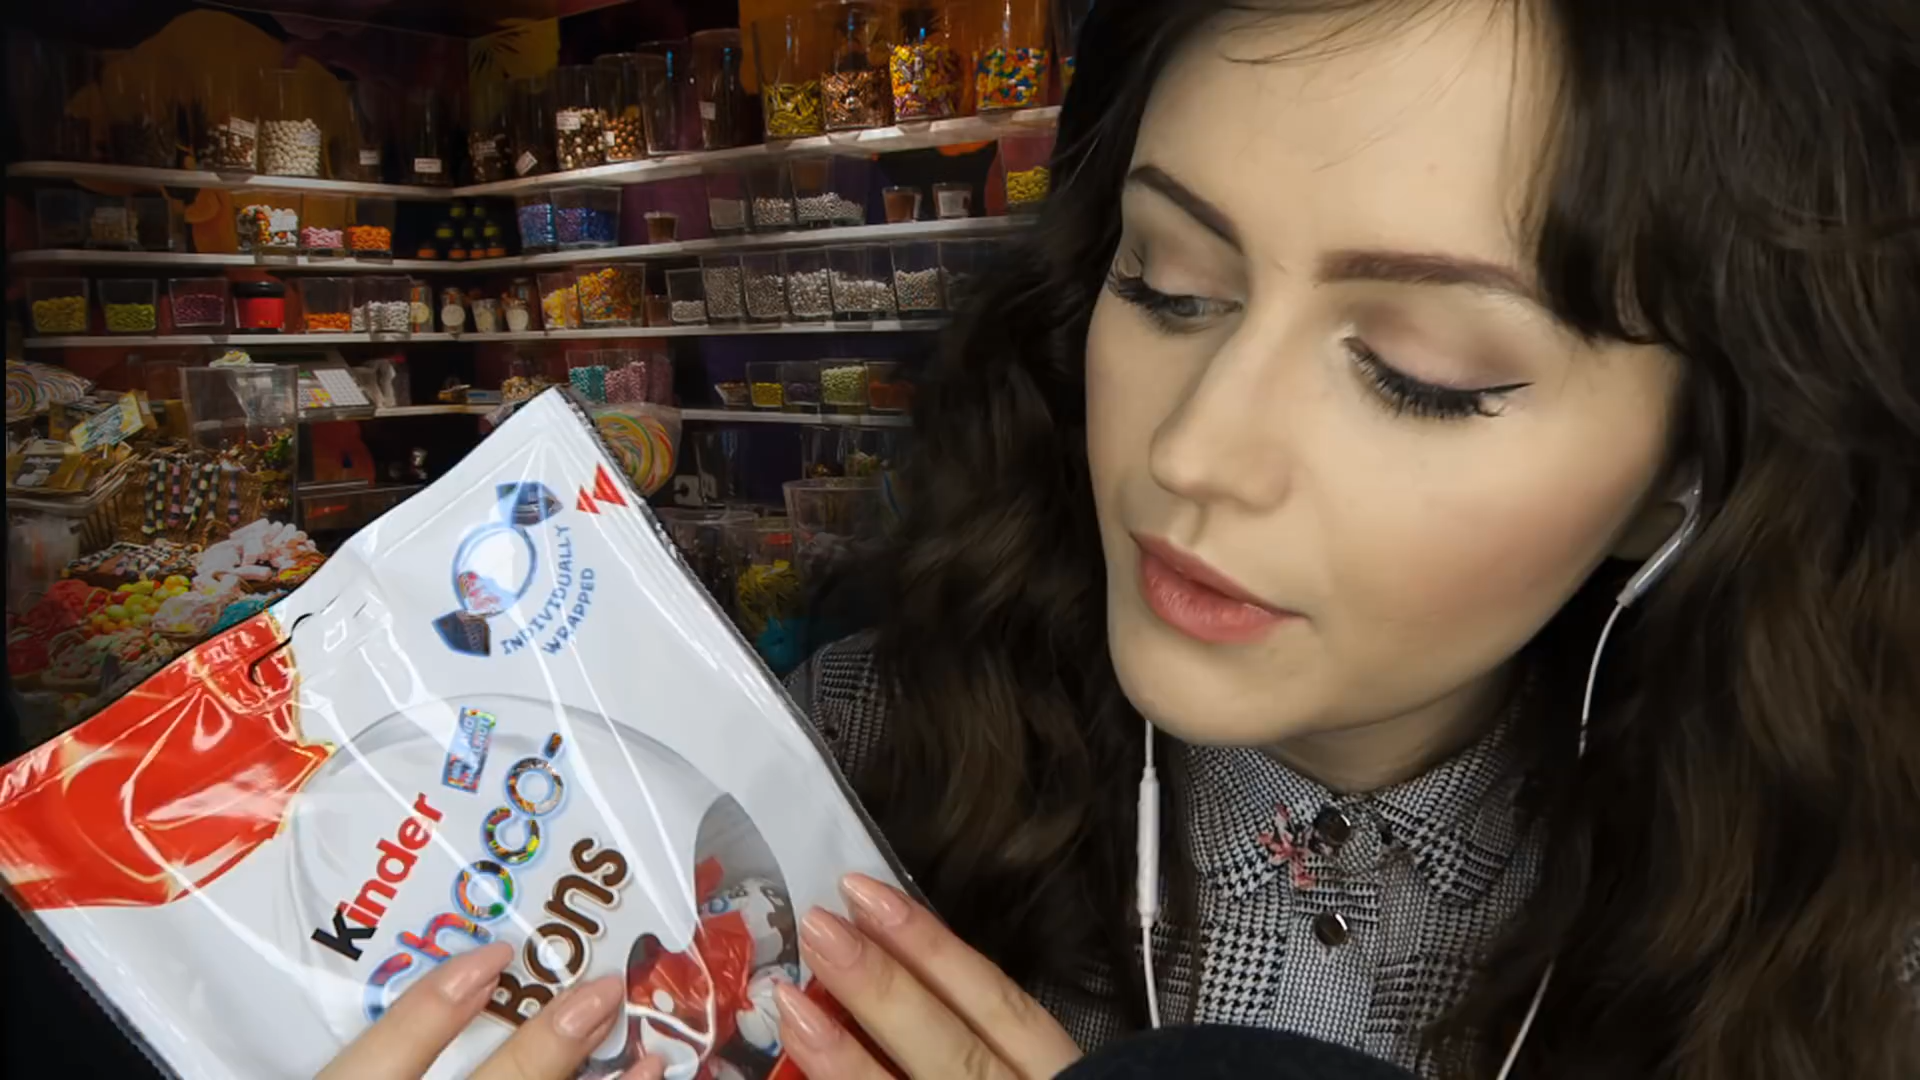 INDIVIDUALLY
WRAPPED
Kinder
Choco-
Bons